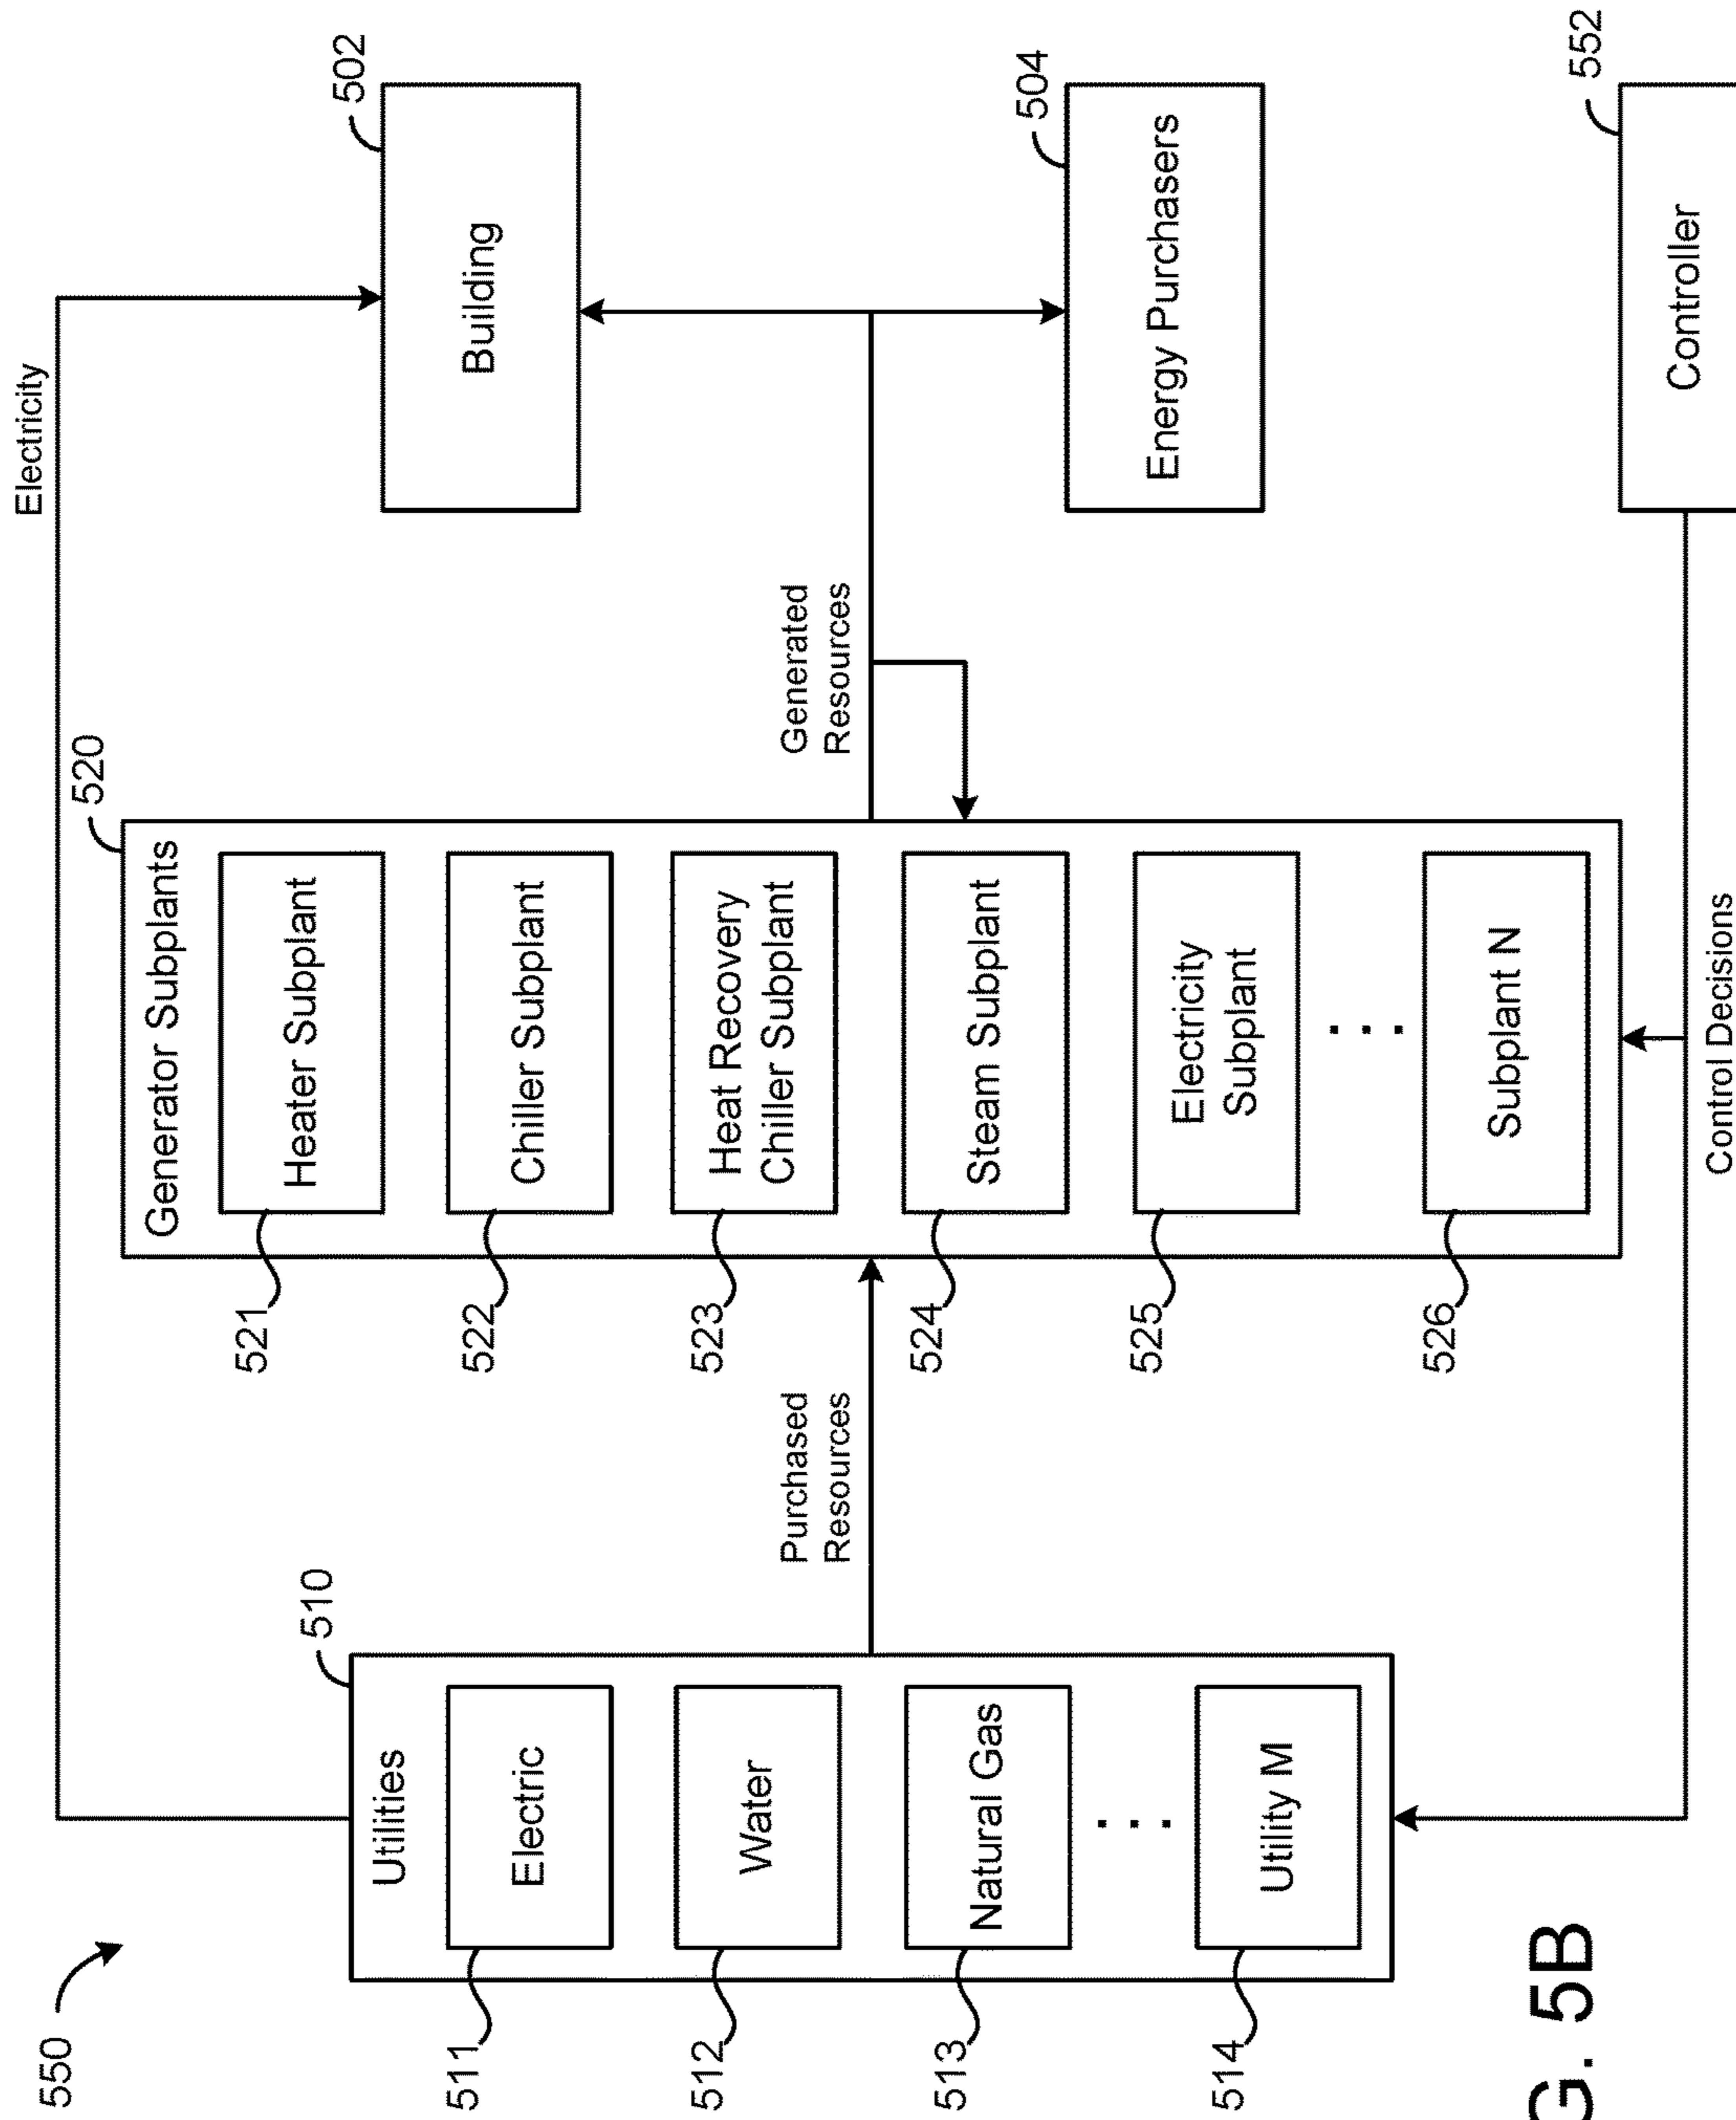 550
Electricity
510
Utilities
511
Electric
512
Water
513
Natural Gas
514
Utility M
Purchased
Resources
520
Generator Subplants
521
Heater Subplant
522
Chiller Subplant
523
Heat Recovery
Chiller Subplant
524
Steam Subplant
525
Electricity
Subplant
526
Subplant N
Generated
Resources
502
Building
504
Energy Purchasers
552
Controller
Control Decisions
G. 5B